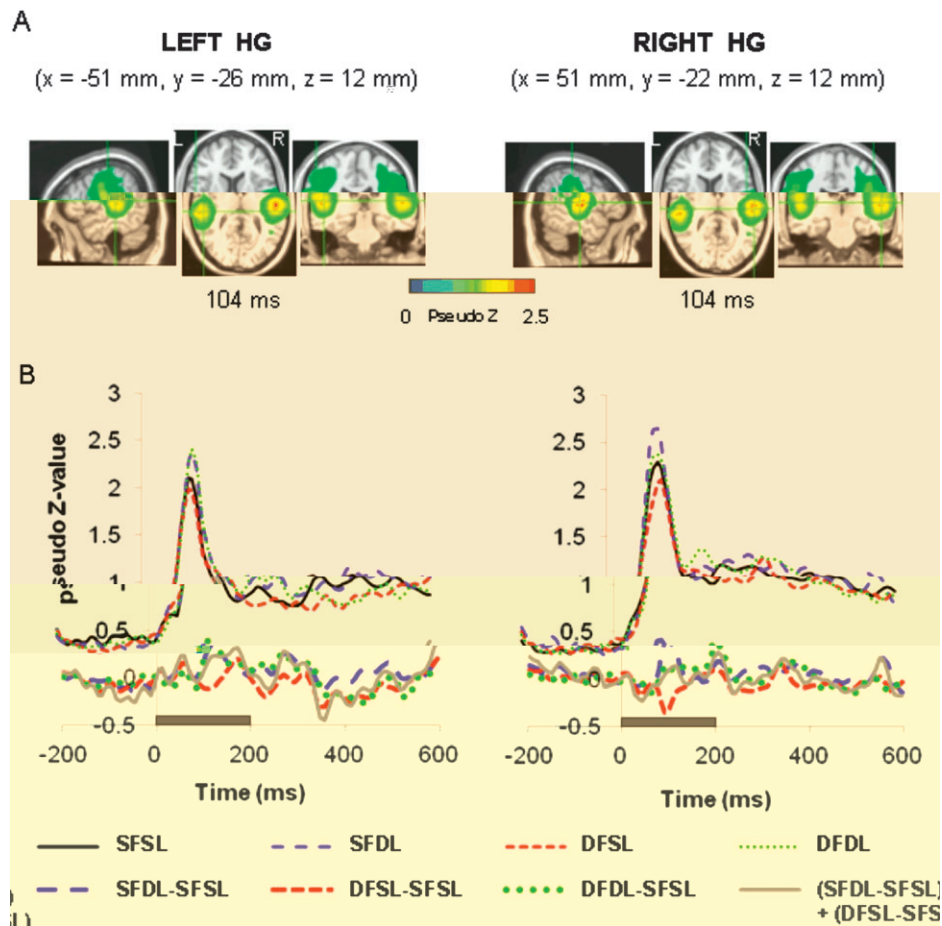 A
LEFT HG
RIGHT HG
(x = -51 mm, y = -26 mm, z = 12 mm)
(x = 51 mm, y = -22 mm, z = 12 mm)
L R
L R
104 ms
104 ms
0 Pseudo Z 2.5
B
3
2.5
2
1.5
1
0.5
0
-0.5
pseudo Z-value
3
2.5
2
1.5
1
0.5
0
-0.5
-200 0 200 400 600
-200 0 200 400 600
Time (ms)
Time (ms)
SFSL SFDL DFSL DFDL
SFDL-SFSL DFSL-SFSL DFDL-SFSL (SFDL-SFSL)
+ (DFSL-SFS
)
SL)